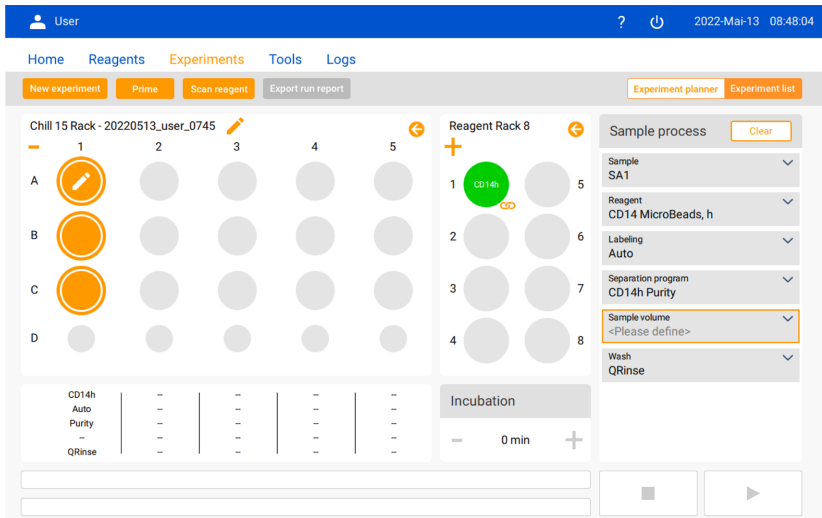 User
? 2022-Mai-13 08:48:04
Home Reagents Experiments Tools Logs
New experiment Prime Scan reagent Export run report Experiment planner Experiment list
Chill 15 Rack - 20220513_user_0745
1 2 3 4 5
A
B
C
D
Reagent Rack 8
1 CD14h 5
2 6
3 7
4 8
Sample process Clear
Sample
SA1
Reagent
CD14 MicroBeads, h
Labeling
Auto
Separation program
CD14h Purity
Sample volume
<Please define>
Wash
QRinse
CD14h -- -- -- --
Auto -- -- -- --
Purity -- -- -- --
-- -- -- -- --
QRinse -- -- -- --
Incubation
0 min